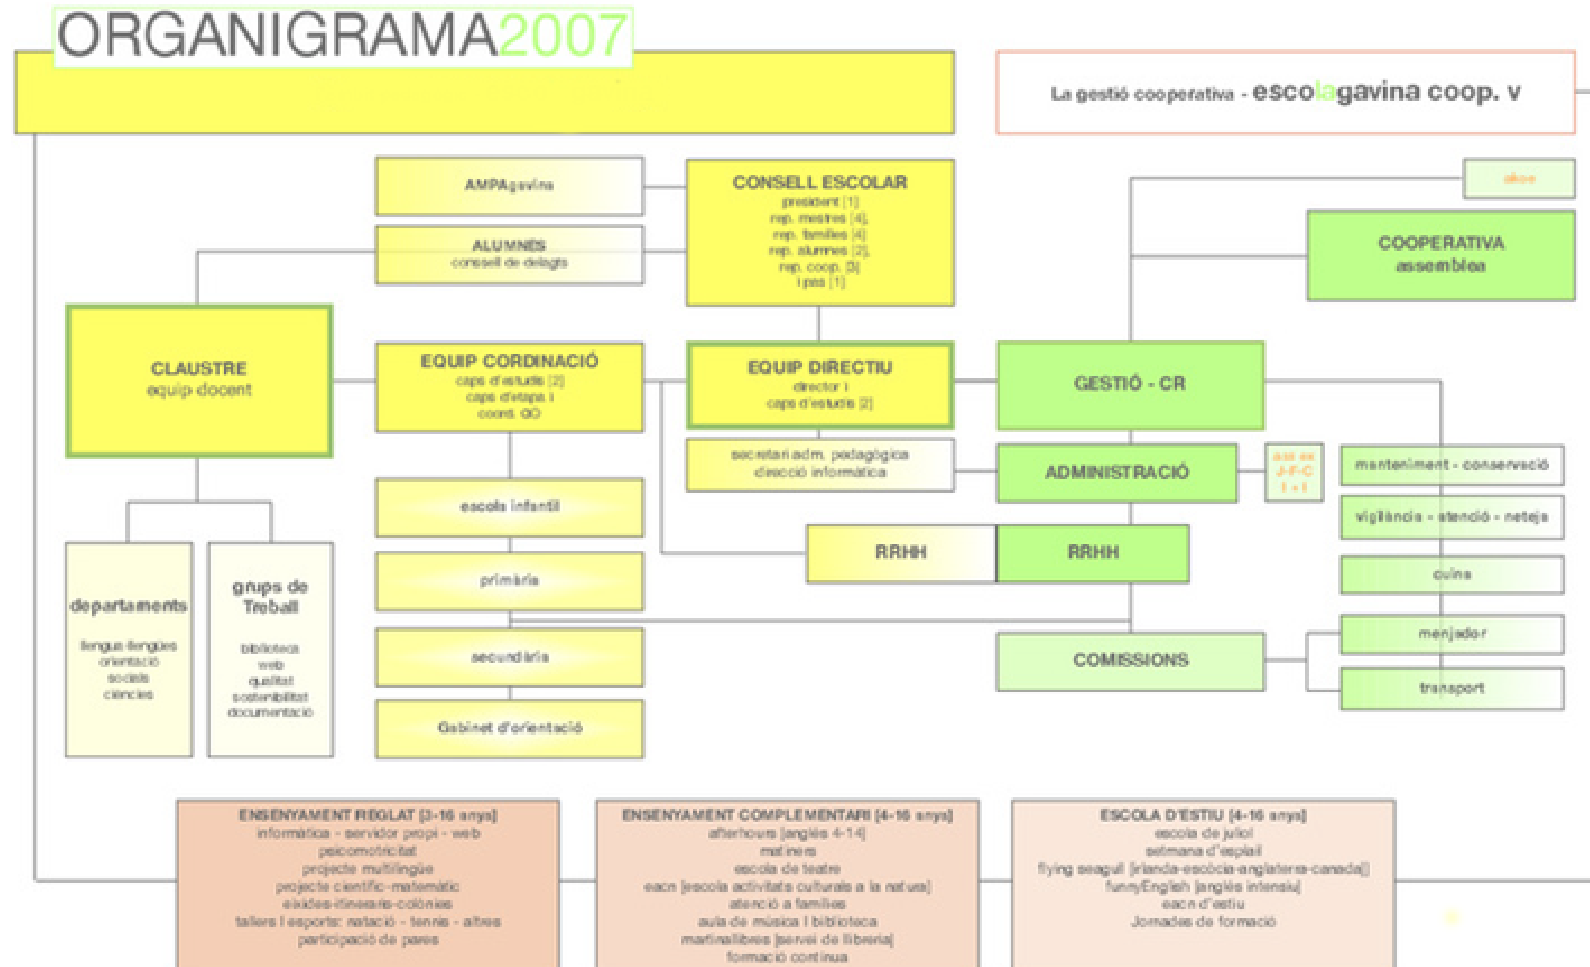 ORGANIGRAMA2007
La gestió cooperativa - escolagavina coop. v
AMPAgavina
ALUMNES
conssell de delagts
CONSELL ESCOLAR
president [1]
rep. mestres [4],
rep. famílies [4]
rep. alumnes [2],
rep. coop. [3]
i pas [1]
COOPERATIVA
assemblea
CLAUSTRE
equip docent
EQUIP CORDINACIÓ
caps d'estudis [2]
caps d'etapa i
coord. GO
EQUIP DIRECTIU
director i
caps d'estudis [2]
GESTIÓ - CR
secretari adm. pedagògica
direcció informàtica
ADMINISTRACIÓ
J-F-C
manteniment - conservació
vigilància - atenció - neteja
cuina
menjador
transport
RRHH
RRHH
COMISSIONS
escola infantil
primària
secundària
Gabinet d'orientació
departaments
llengua-llengües
orientació
socials
ciències
grups de
Treball
biblioteca
web
qualitat
sostenibilitat
documentació
ENSENYAMENT REGLAT [3-16 anys]
informàtica - servidor propi - web
psicomotricitat
projecte multilingüe
projecte científic-matemàtic
eixides-itineraris-colònies
tallers I esports: natació - tennis - altres
participació de pares
ENSENYAMENT COMPLEMENTARI [4-16 anys]
afterhours [anglés 4-14]
matiners
escola de teatre
eacn [escola activitats culturals a la natura]
atenció a famílies
aula de música I biblioteca
martinallibres [servei de llibreria]
formació contínua
ESCOLA D'ESTIU [4-16 anys]
escola de juliol
setmana d'esplai
flying seagull [irlanda-escòcia-anglaterra-canadà]
funnyEnglish [anglés intensiu]
eacn d'estiu
Jornades de formació